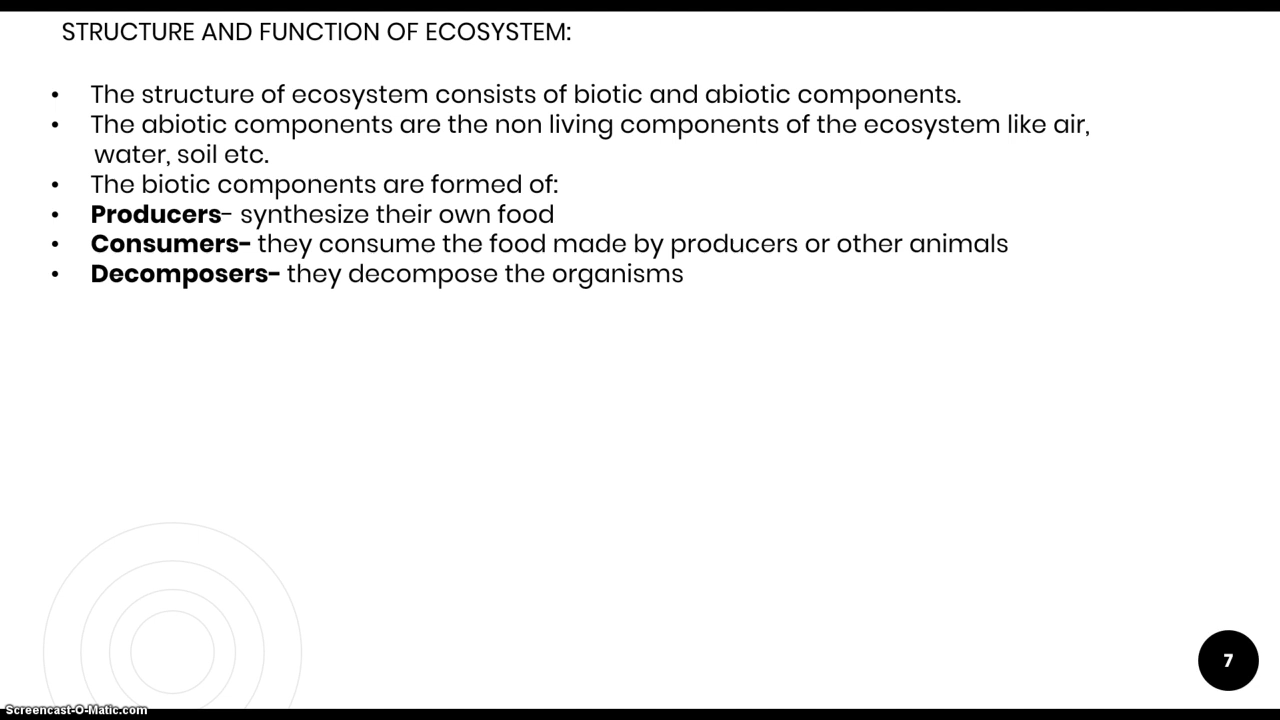 STRUCTURE AND FUNCTION OF ECOSYSTEM:
• The structure of ecosystem consists of biotic and abiotic components.
• The abiotic components are the non living components of the ecosystem like air,
water, soil etc.
• The biotic components are formed of:
• Producers- synthesize their own food
• Consumers- they consume the food made by producers or other animals
• Decomposers- they decompose the organisms
7
Screencast-O-Matic.com